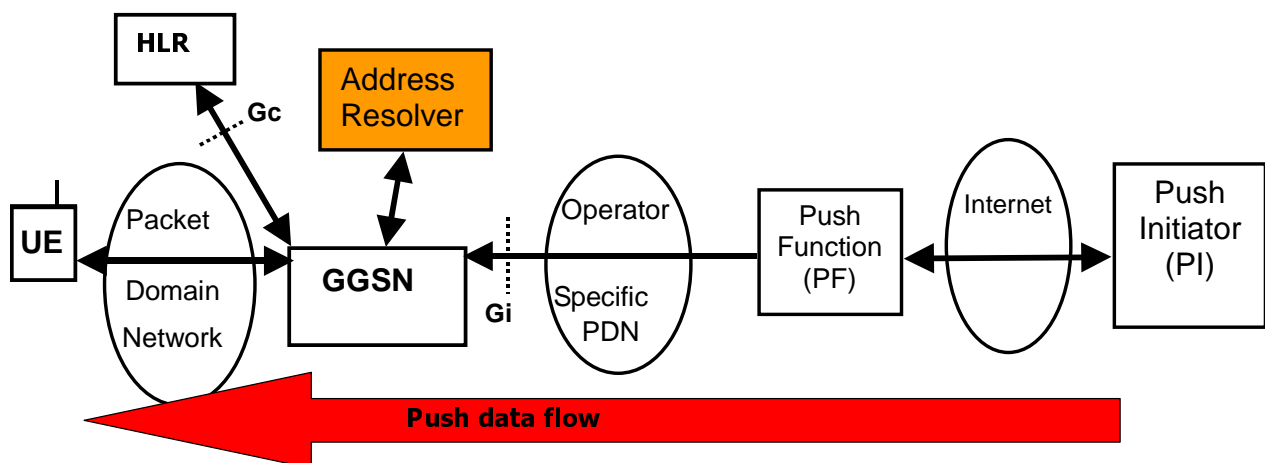 HLR
Address
Resolver
Gc
UE
Packet
Domain
Network
GGSN
Gi
Operator
Specific
PDN
Push
Function
(PF)
Internet
Push
Initiator
(PI)
Push data flow